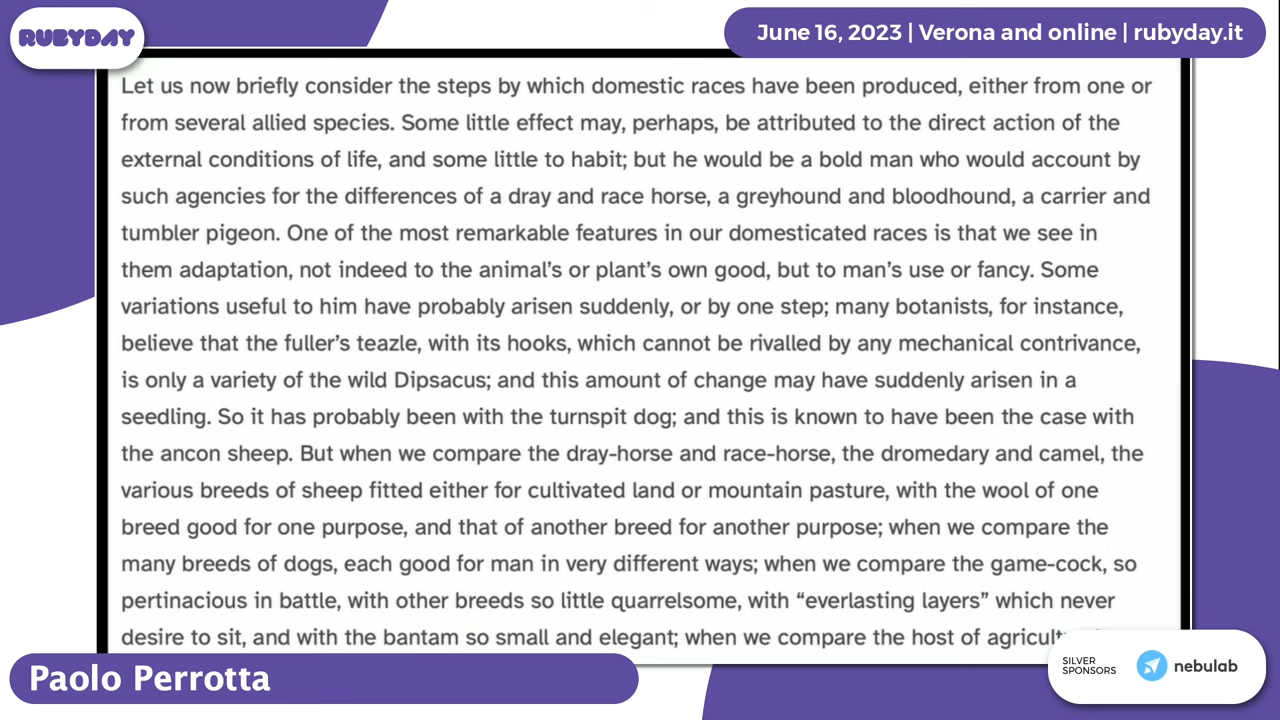 RUBYDAY
June 16, 2023 | Verona and online | rubyday.it
Let us now briefly consider the steps by which domestic races have been produced, either from one or
from several allied species. Some little effect may, perhaps, be attributed to the direct action of the
external conditions of life, and some little to habit; but he would be a bold man who would account by
such agencies for the differences of a dray and race horse, a greyhound and bloodhound, a carrier and
tumbler pigeon. One of the most remarkable features in our domesticated races is that we see in
them adaptation, not indeed to the animal’s or plant’s own good, but to man’s use or fancy. Some
variations useful to him have probably arisen suddenly, or by one step; many botanists, for instance,
believe that the fuller’s teazle, with its hooks, which cannot be rivalled by any mechanical contrivance,
is only a variety of the wild Dipsacus; and this amount of change may have suddenly arisen in a
seedling. So it has probably been with the turnspit dog; and this is known to have been the case with
the ancon sheep. But when we compare the dray-horse and race-horse, the dromedary and camel, the
various breeds of sheep fitted either for cultivated land or mountain pasture, with the wool of one
breed good for one purpose, and that of another breed for another purpose; when we compare the
many breeds of dogs, each good for man in very different ways; when we compare the game-cock, so
pertinacious in battle, with other breeds so little quarrelsome, with “everlasting layers” which never
desire to sit, and with the bantam so small and elegant; when we compare the host of
Paolo Perrotta
SILVER
SPONSORS
nebulab